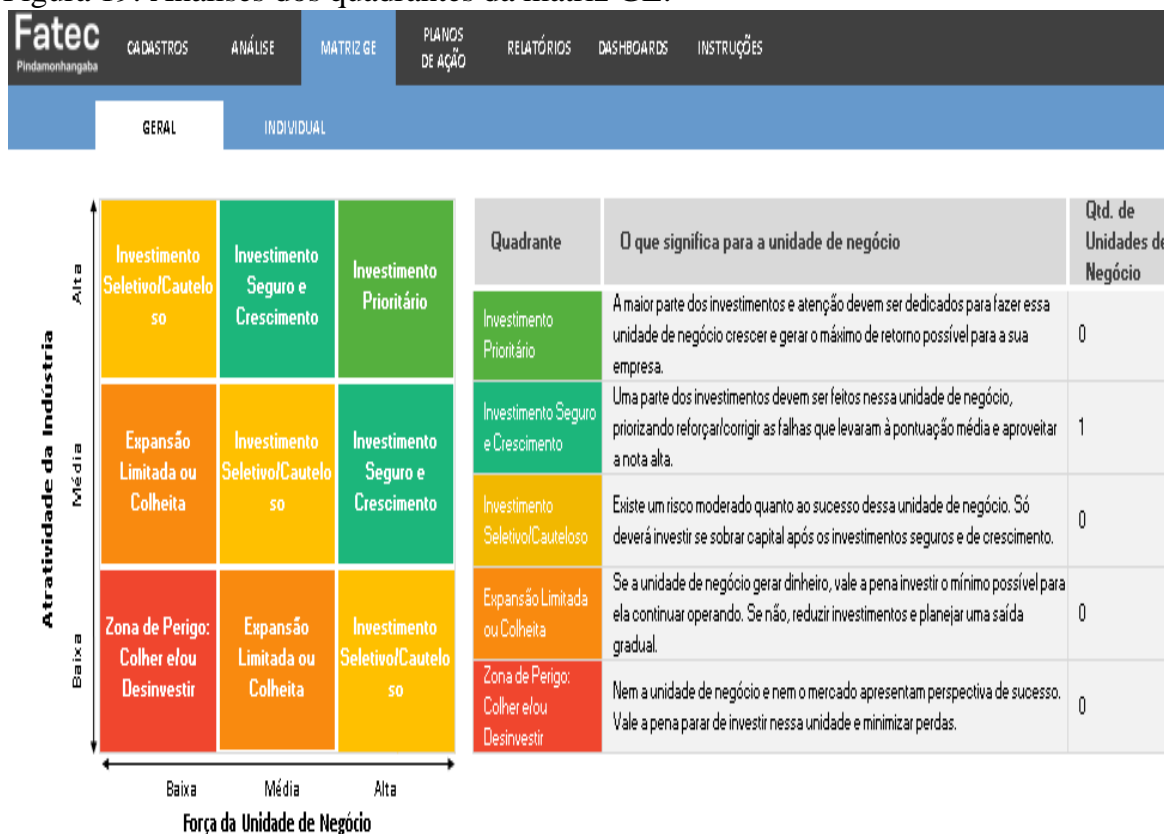 Figura 19: Análises dos quadrantes da matriz GE.
Fatec
Pindamonhangaba
CADASTROS
ANÁLISE
MATRIZ GE
PLANOS
DE AÇÃO
RELATÓRIOS
DASHBOARDS
INSTRUÇÕES
GERAL
INDIVIDUAL
Atratividade da Indústria
Alta
Média
Baixa
Investimento
Seletivo/Cautelo
so
Investimento
Seguro e
Crescimento
Investimento
Prioritário
Expansão
Limitada ou
Colheita
Investimento
Seletivo/Cautelo
so
Investimento
Seguro e
Crescimento
Zona de Perigo:
Colher e/ou
Desinvestir
Expansão
Limitada ou
Colheita
Investimento
Seletivo/Cautelo
so
Baixa
Média
Alta
Força da Unidade de Negócio
Quadrante
O que significa para a unidade de negócio
Qtd. de
Unidades de
Negócio
Investimento
Prioritário
A maior parte dos investimentos e atenção devem ser dedicados para fazer essa
unidade de negócio crescer e gerar o máximo de retorno possível para a sua
empresa.
0
Investimento Seguro
e Crescimento
Uma parte dos investimentos devem ser feitos nessa unidade de negócio,
priorizando reforçar/corrigir as falhas que levaram à pontuação média e aproveitar
a nota alta.
1
Investimento
Seletivo/Cauteloso
Existe um risco moderado quanto ao sucesso dessa unidade de negócio. Só
deverá investir se sobrar capital após os investimentos seguros e de crescimento.
0
Expansão Limitada
ou Colheita
Se a unidade de negócio gerar dinheiro, vale a pena investir o mínimo possível para
ela continuar operando. Se não, reduzir investimentos e planejar uma saída
gradual.
0
Zona de Perigo:
Colher e/ou
Desinvestir
Nem a unidade de negócio e nem o mercado apresentam perspectiva de sucesso.
Vale a pena parar de investir nessa unidade e minimizar perdas.
0